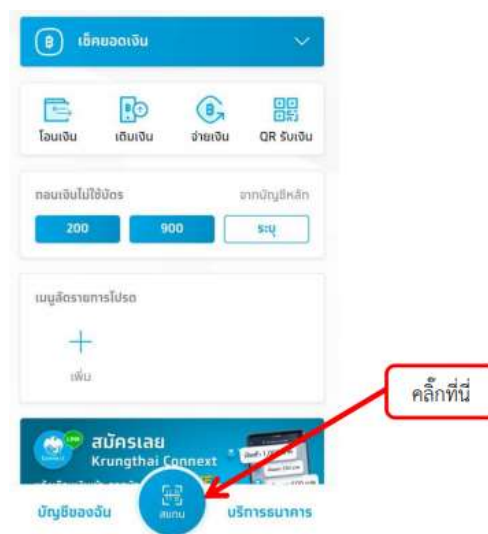 เช็คยอดเงิน
โอนเงิน เติมเงิน จ่ายเงิน QR รับเงิน
ถอนเงินไม่ใช้บัตร จากบัญชีหลัก
200 900 ระบุ
เมนูลัดรายการโปรด
เพิ่ม
คลิ๊กที่นี่
LINK
Connext
สมัครเลย
Krungthai Connext
บัญชีของฉัน สแกน บริการธนาคาร